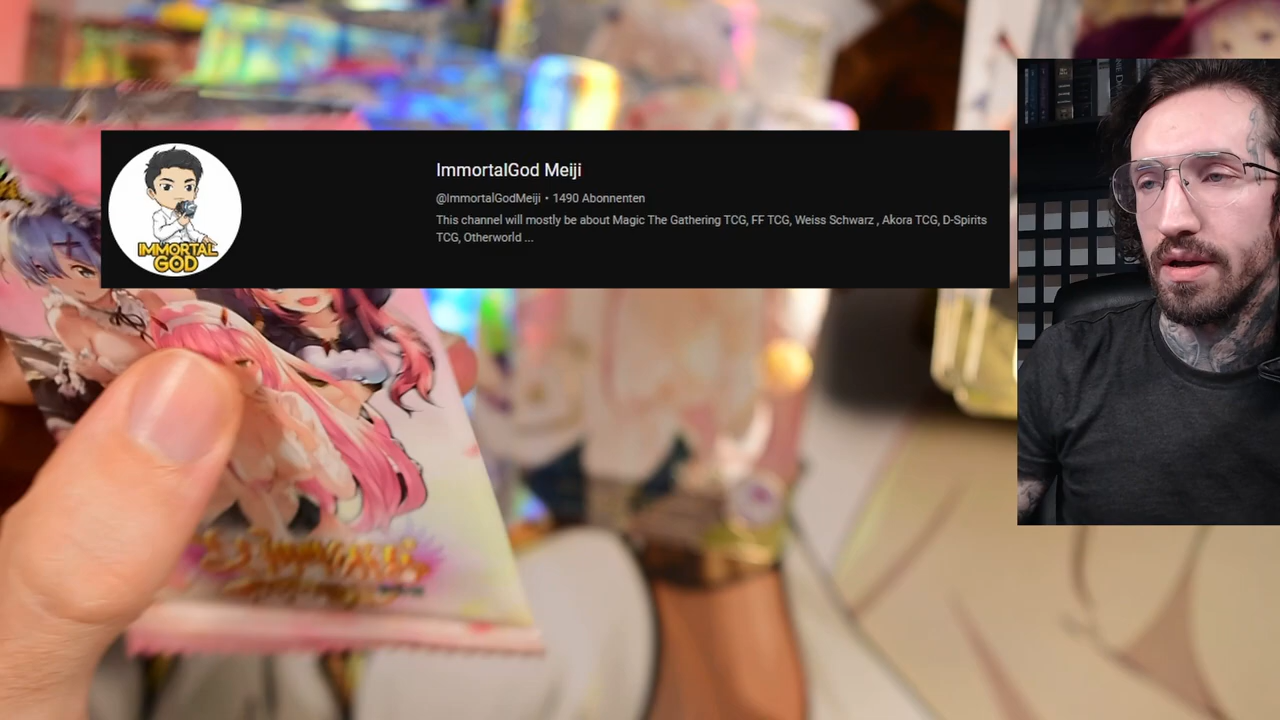 IMMORTAL
GOD
ImmortalGod Meiji
@ImmortalGodMeiji • 1490 Abonnenten
This channel will mostly be about Magic The Gathering TCG, FF TCG, Weiss Schwarz , Akora TCG, D-Spirits
TCG, Otherworld ...